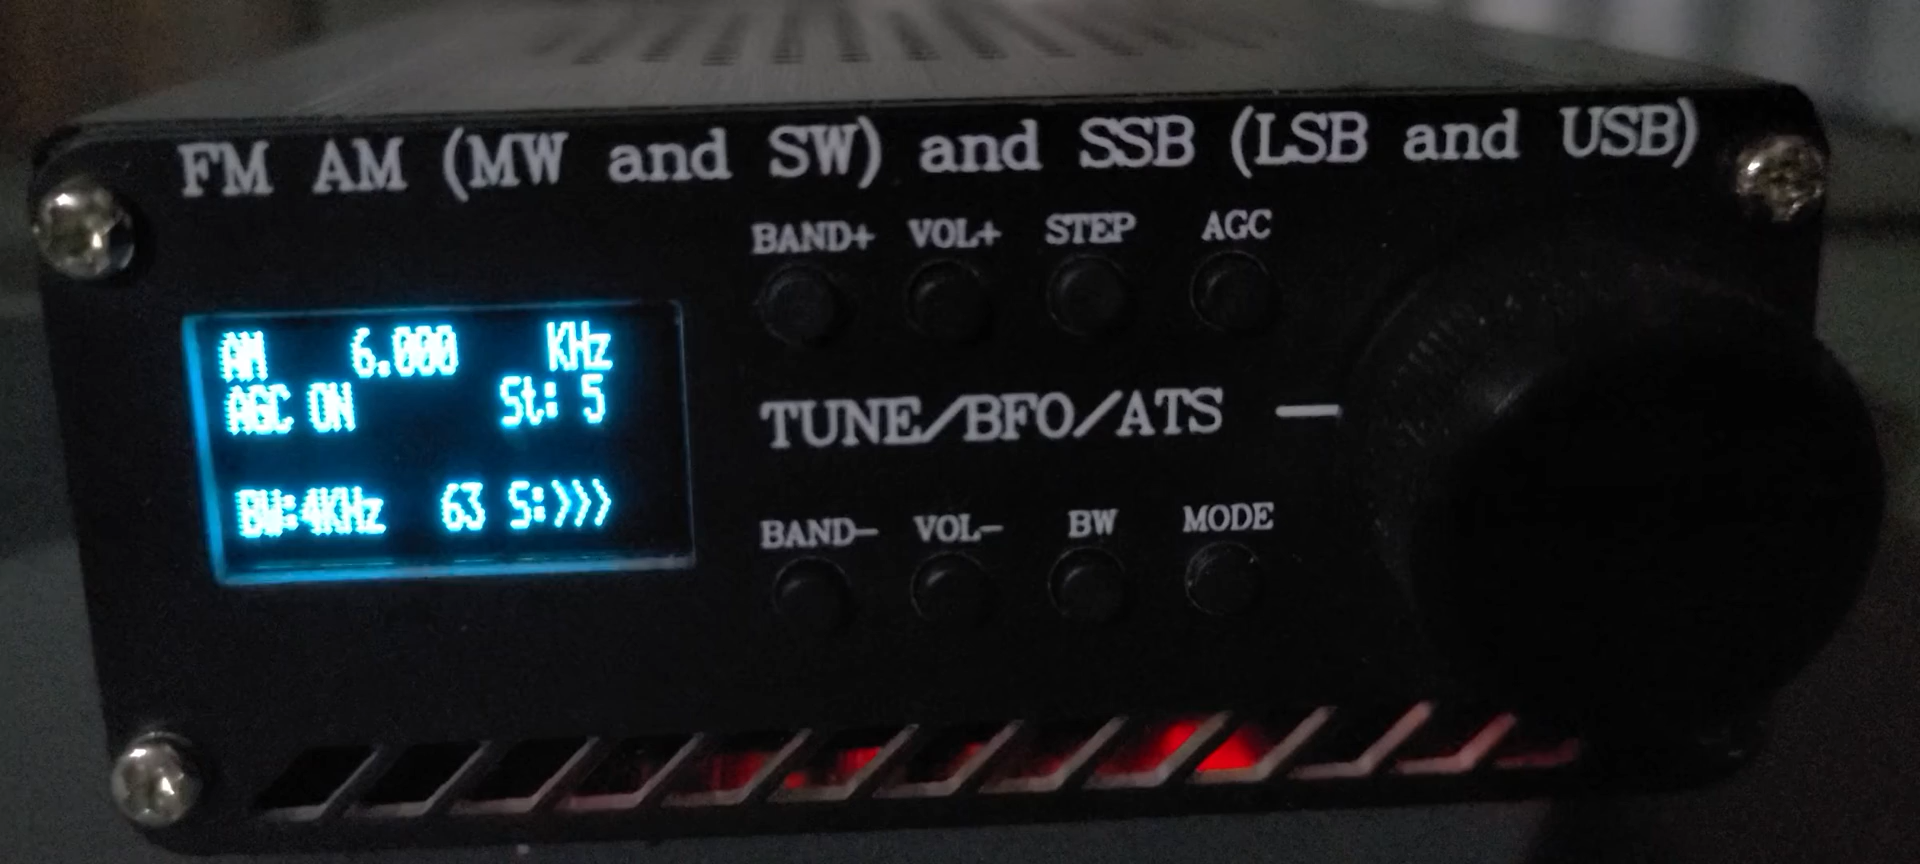 FM AM (MW and SW) and SSB (LSB and USB)
BAND+ VOL+ STEP AGC
AM 6.000 KHz
AGC ON St: 5
TUNE/BFO/ATS —
BW:4KHz 63 S:>>>
BAND− VOL− BW MODE